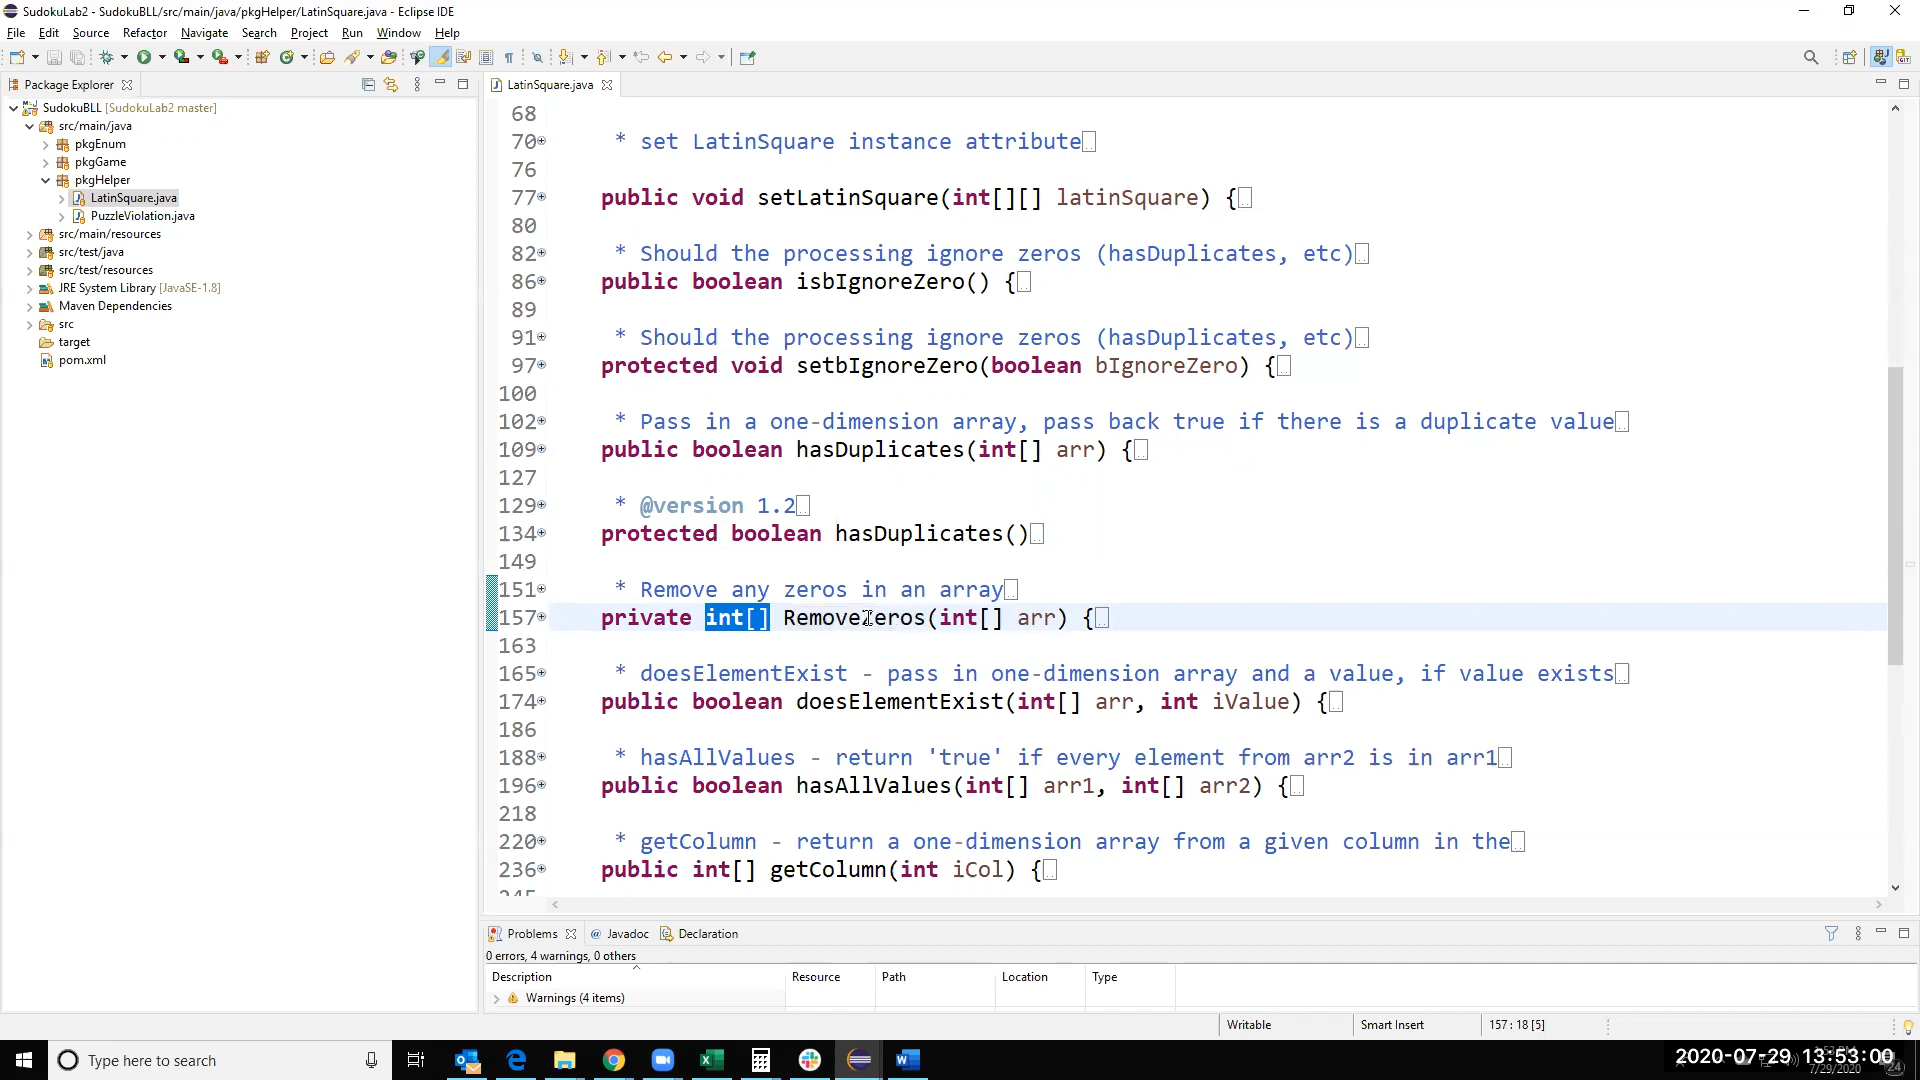 SudokuLab2 - SudokuBLL/src/main/java/pkgHelper/LatinSquare.java - Eclipse IDE
File Edit Source Refactor Navigate Search Project Run Window Help
Package Explorer
SudokuBLL [SudokuLab2 master]
src/main/java
pkgEnum
pkgGame
pkgHelper
LatinSquare.java
PuzzleViolation.java
src/main/resources
src/test/java
src/test/resources
JRE System Library [JavaSE-1.8]
Maven Dependencies
src
target
pom.xml
LatinSquare.java
68
70 * set LatinSquare instance attribute
76
77 public void setLatinSquare(int[][] latinSquare) {
80
82 * Should the processing ignore zeros (hasDuplicates, etc)
86 public boolean isbIgnoreZero() {
89
91 * Should the processing ignore zeros (hasDuplicates, etc)
97 protected void setbIgnoreZero(boolean bIgnoreZero) {
100
102 * Pass in a one-dimension array, pass back true if there is a duplicate value
109 public boolean hasDuplicates(int[] arr) {
127
129 * @version 1.2
134 protected boolean hasDuplicates()
149
151 * Remove any zeros in an array
157 private int[] RemoveZeros(int[] arr) {
163
165 * doesElementExist - pass in one-dimension array and a value, if value exists
174 public boolean doesElementExist(int[] arr, int iValue) {
186
188 * hasAllValues - return 'true' if every element from arr2 is in arr1
196 public boolean hasAllValues(int[] arr1, int[] arr2) {
218
220 * getColumn - return a one-dimension array from a given column in the
236 public int[] getColumn(int iCol) {
245
Problems @ Javadoc Declaration
0 errors, 4 warnings, 0 others
Description Resource Path Location Type
Warnings (4 items)
Writable Smart Insert 157 : 18 [5]
Type here to search
2020-07-29 13:53:00
7/29/2020
24